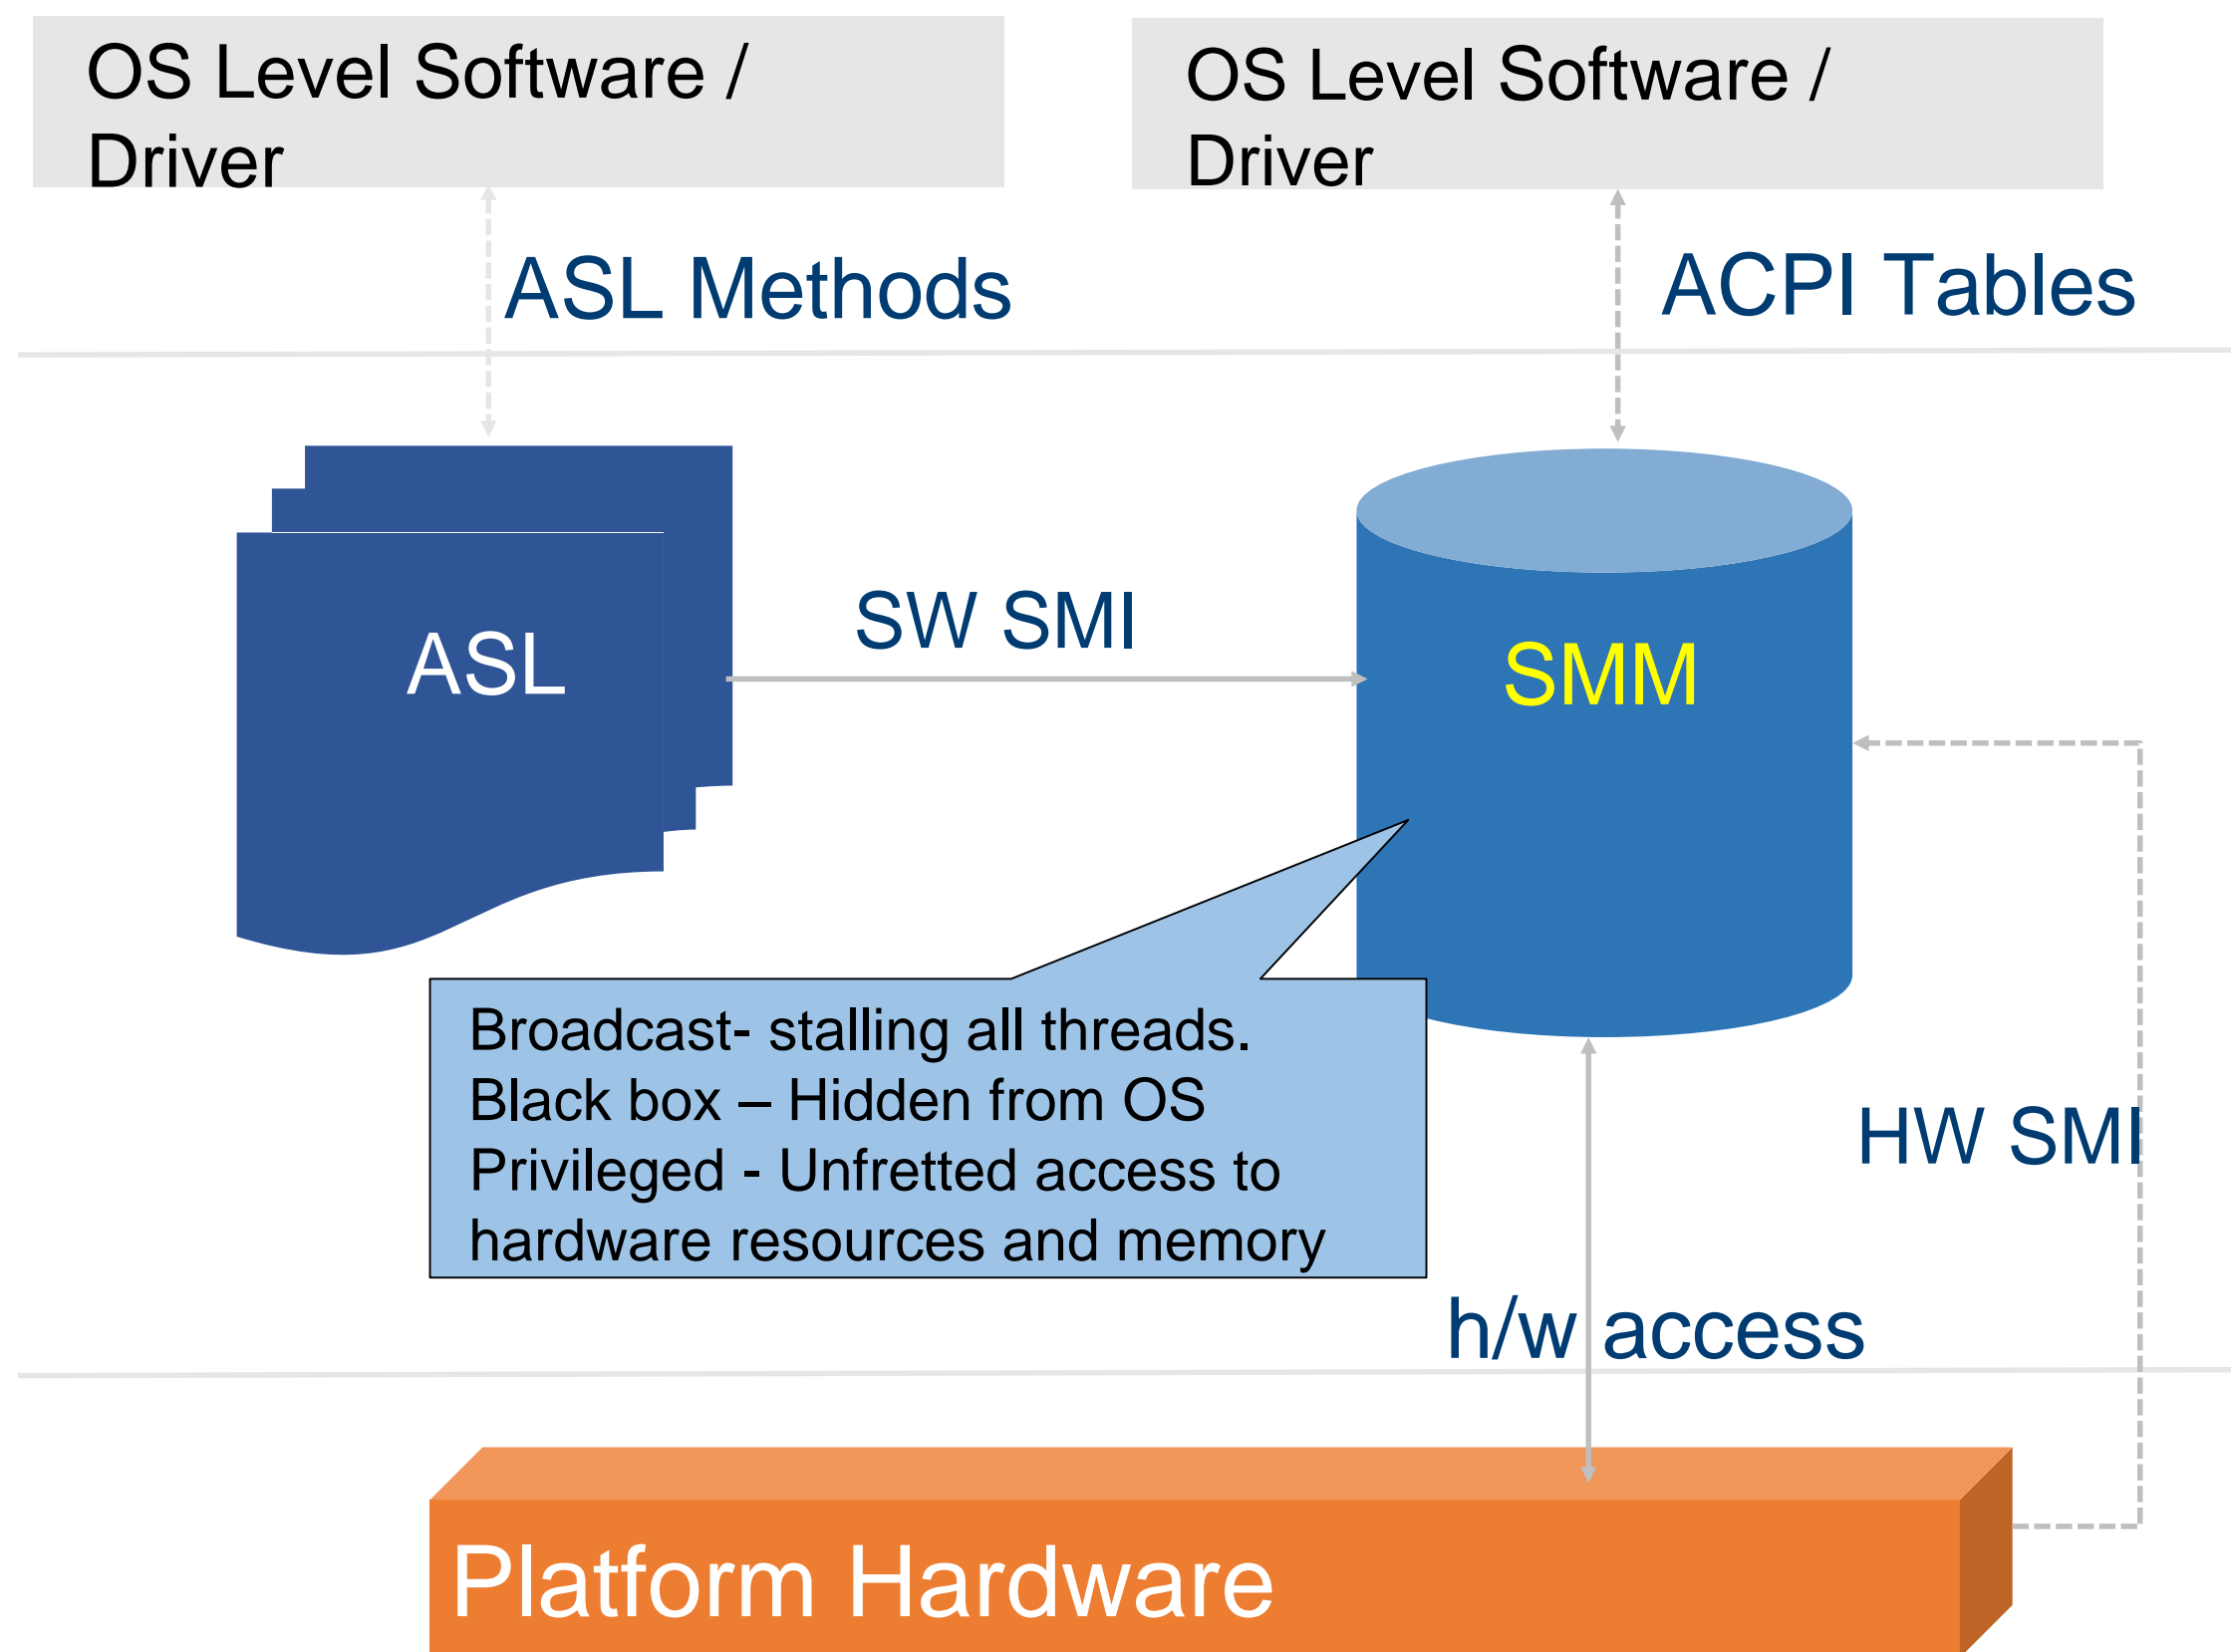 OS Level Software /
Driver
OS Level Software /
Driver
ASL Methods
ACPI Tables
SW SMI
ASL
SMM
Broadcast- stalling all threads.
Black box – Hidden from OS
Privileged - Unfretted access to
hardware resources and memory
HW SMI
h/w access
Platform Hardware